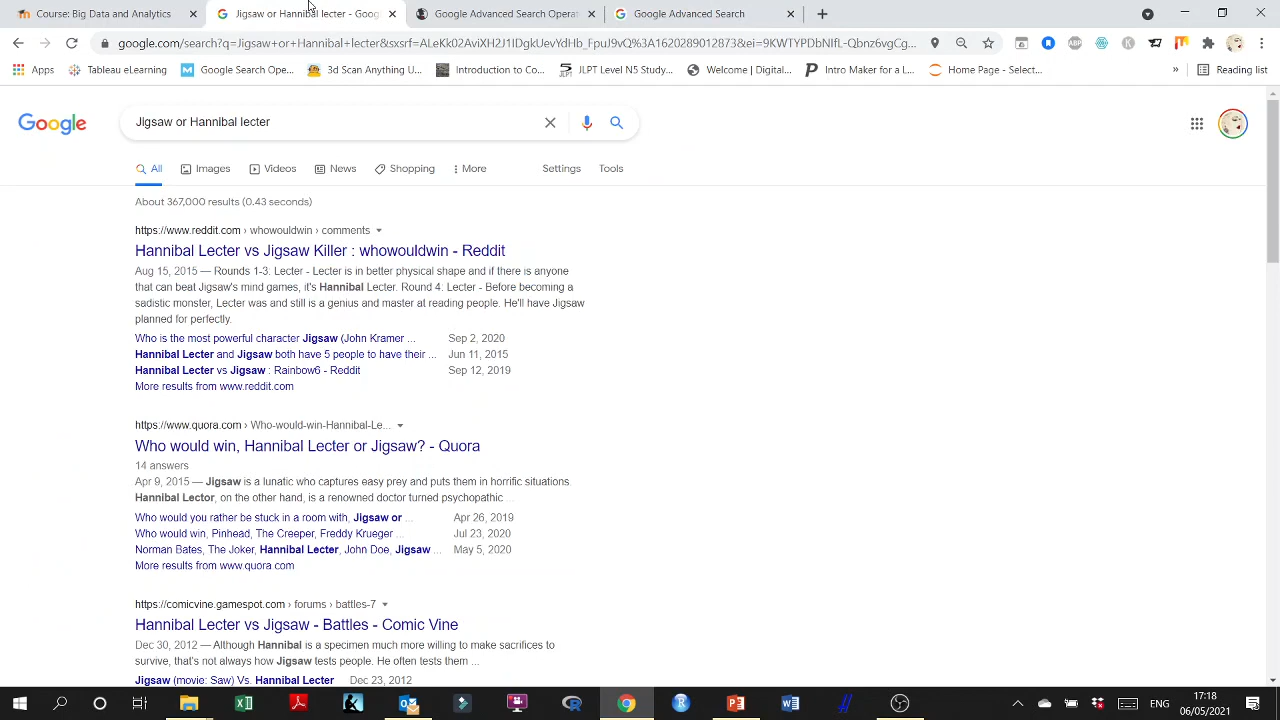 Course: Big Data and Analytics
Jigsaw or Hannibal lecter - Goog
Google Advanced Search Operat
Google Advanced Search
google.com/search?q=Jigsaw+or+Hannibal+lecter&sxsrf=
Apps
Tableau eLearning
Google Search Ope...
3d Scan Anything U...
Introduction to Co...
JLPT Level N5 Study...
Welcome | Digital...
Intro Maker for a L...
Home Page - Select...
»
Reading list
Google
Jigsaw or Hannibal lecter
All
Images
Videos
News
Shopping
More
Settings
Tools
About 367,000 results (0.43 seconds)
https://www.reddit.com › whowouldwin › comments
Hannibal Lecter vs Jigsaw Killer : whowouldwin - Reddit
Aug 15, 2015 — Rounds 1-3: Lecter - Lecter is in better physical shape and if there is anyone
that can beat Jigsaw's mind games, it's Hannibal Lecter. Round 4: Lecter - Before becoming a
sadistic monster, Lecter was and still is a genius and master at reading people. He'll have Jigsaw
planned for perfectly.
Who is the most powerful character Jigsaw (John Kramer ... Sep 2, 2020
Hannibal Lecter and Jigsaw both have 5 people to have their ... Jun 11, 2015
Hannibal Lecter vs Jigsaw : Rainbow6 - Reddit Sep 12, 2019
More results from www.reddit.com
https://www.quora.com › Who-would-win-Hannibal-Le...
Who would win, Hannibal Lecter or Jigsaw? - Quora
14 answers
Apr 9, 2015 — Jigsaw is a lunatic who captures easy prey and puts them in horrific situations.
Hannibal Lector, on the other hand, is a renowned doctor turned psychopathic ...
Who would you rather be stuck in a room with, Jigsaw or ... Apr 26, 2019
Who would win, Pinhead, The Creeper, Freddy Krueger ... Jul 23, 2020
Norman Bates, The Joker, Hannibal Lecter, John Doe, Jigsaw ... May 5, 2020
More results from www.quora.com
https://comicvine.gamespot.com › forums › battles-7
Hannibal Lecter vs Jigsaw - Battles - Comic Vine
Dec 30, 2012 — Although Hannibal is a specimen much more willing to make sacrifices to
survive, that's not always how Jigsaw tests people. He often tests them ...
Jigsaw (movie: Saw) Vs. Hannibal Lecter Dec 23, 2012
ENG
17:18
06/05/2021